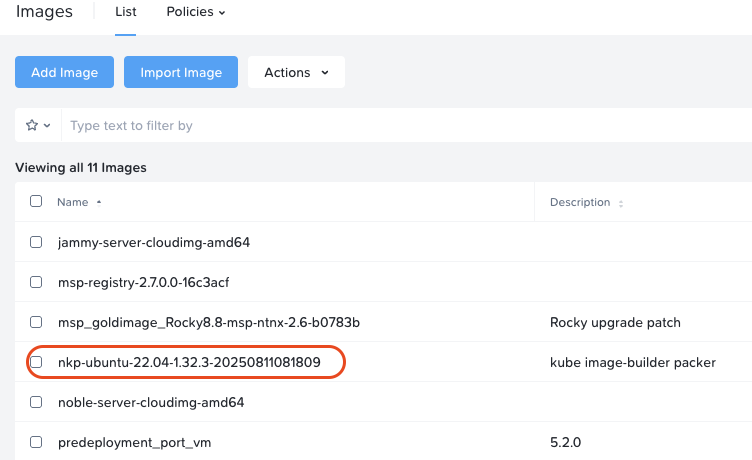 Images List Policies
Add Image Import Image Actions
Type text to filter by
Viewing all 11 Images
Name Description
jammy-server-cloudimg-amd64
msp-registry-2.7.0.0-16c3acf
msp_goldimage_Rocky8.8-msp-ntnx-2.6-b0783b Rocky upgrade patch
nkp-ubuntu-22.04-1.32.3-20250811081809 kube image-builder packer
noble-server-cloudimg-amd64
predeployment_port_vm 5.2.0